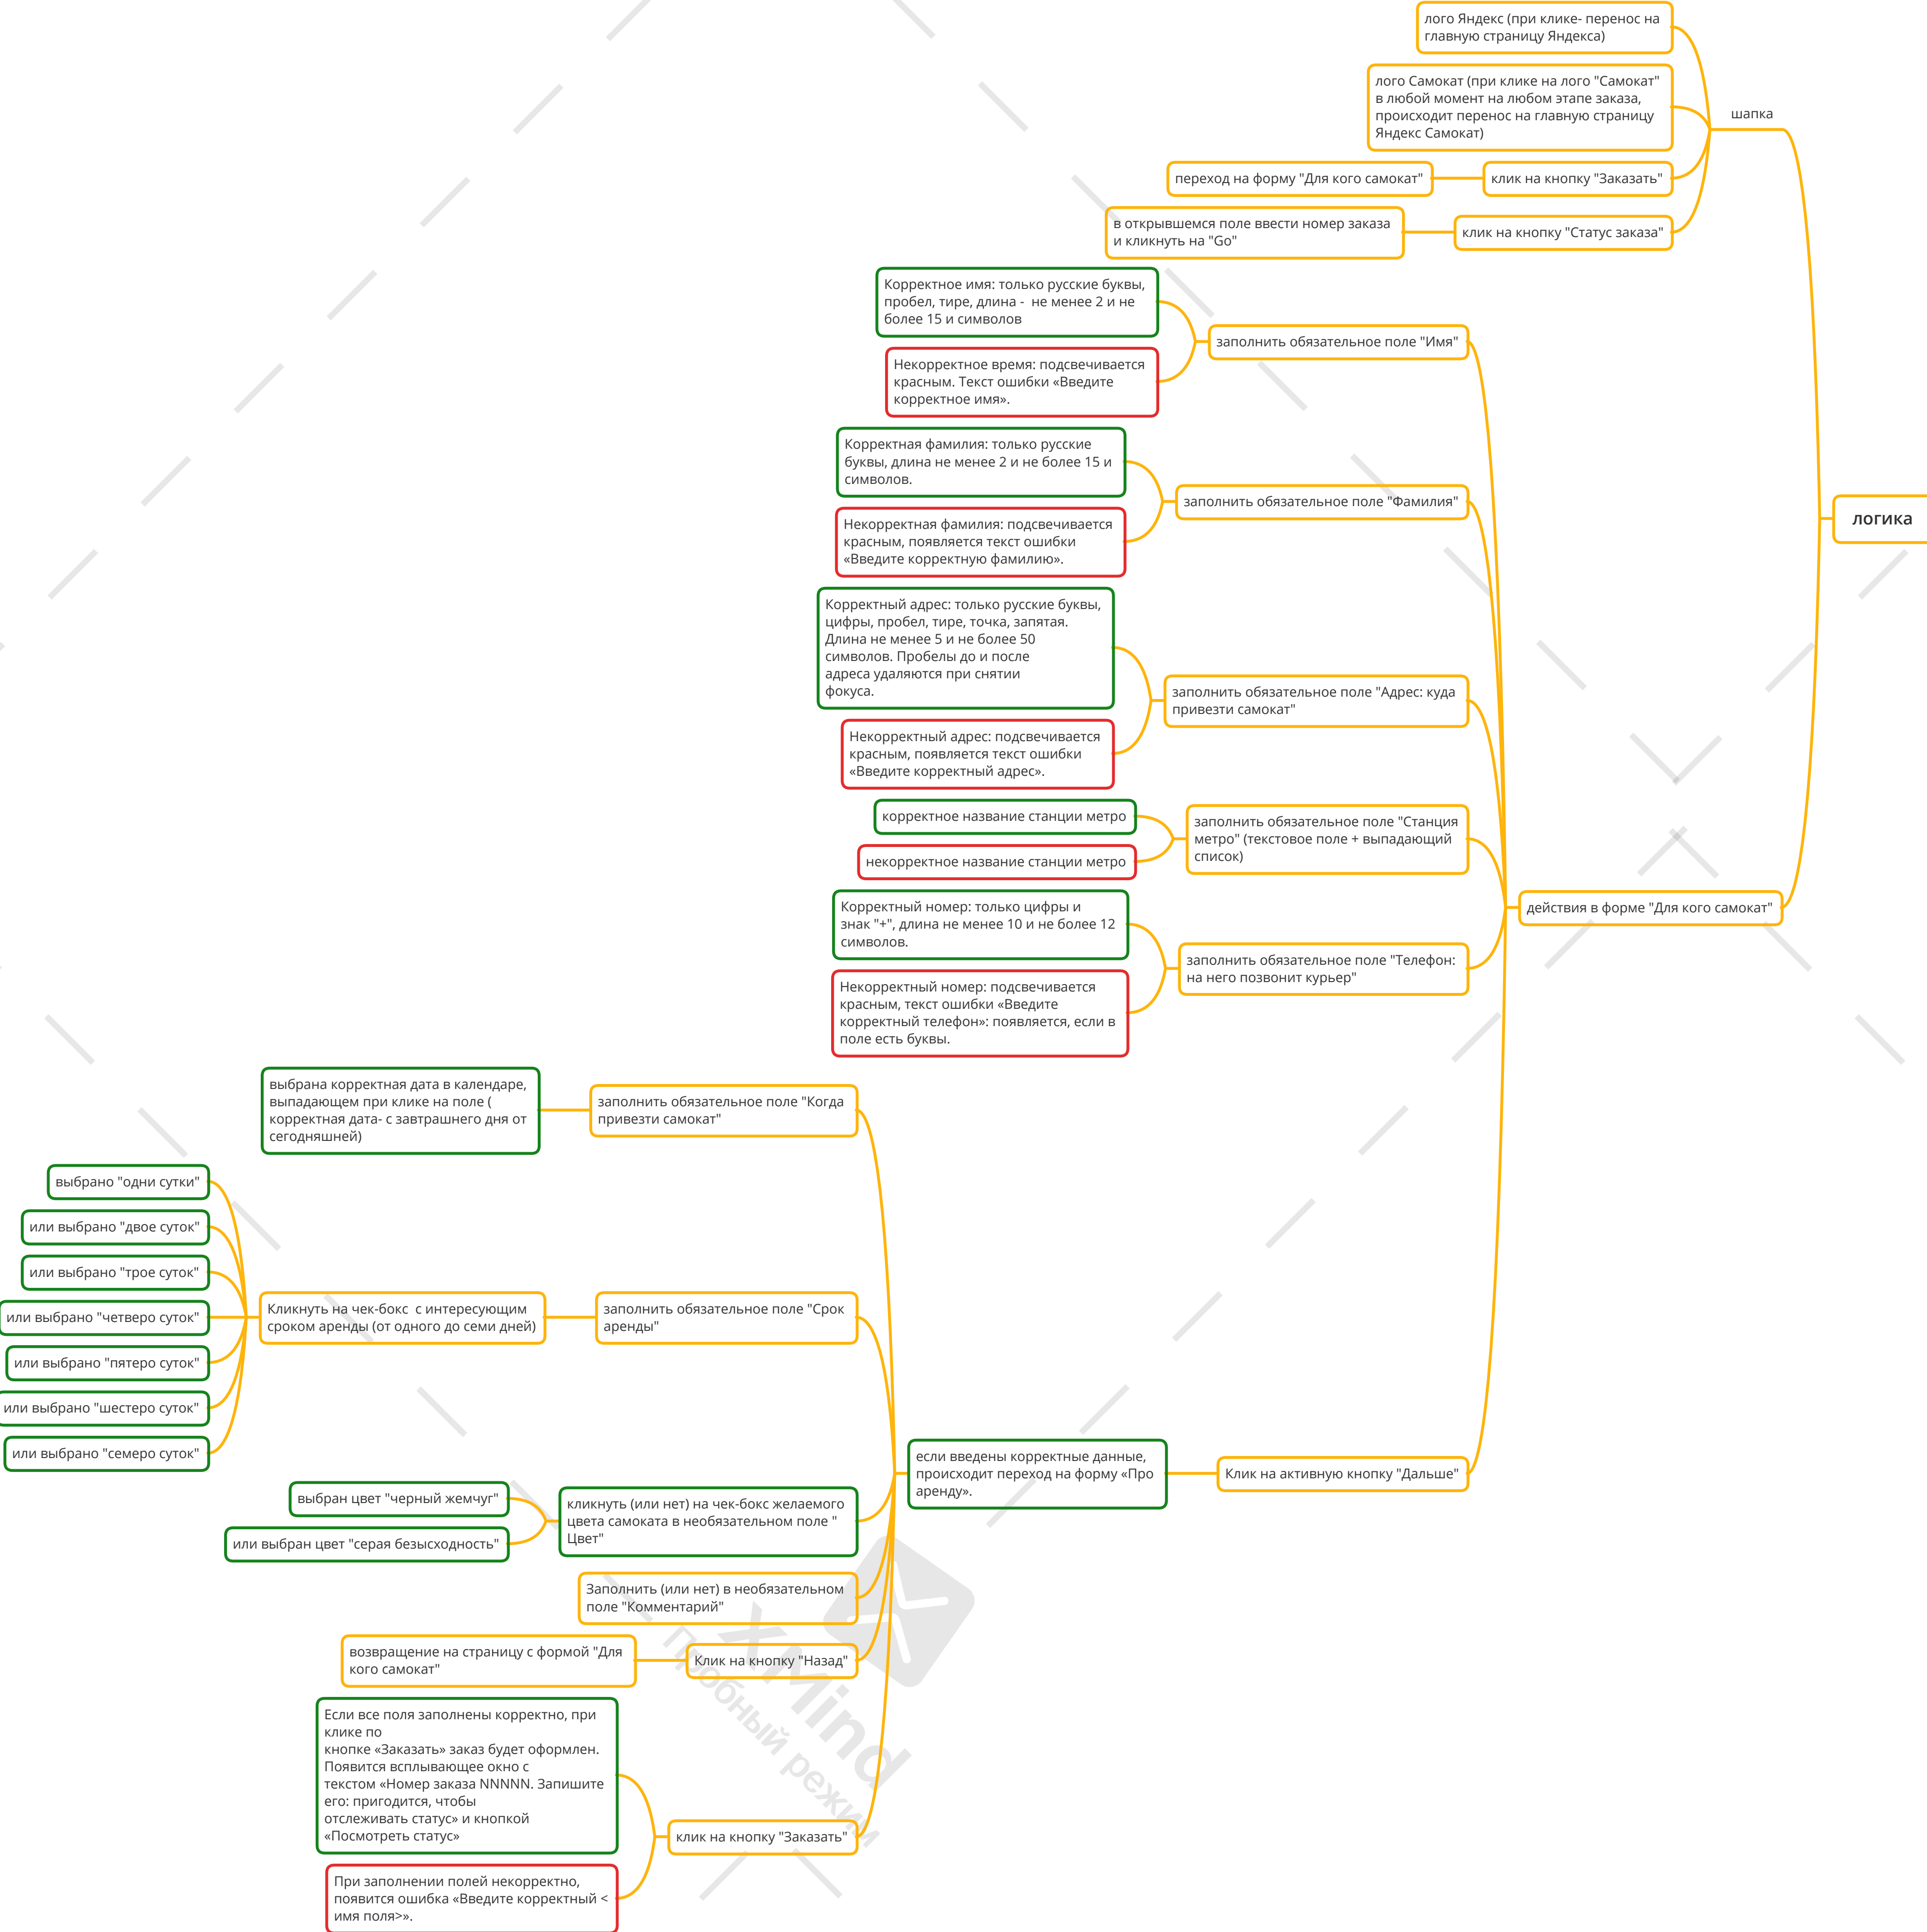 лого Яндекс (при клике- перенос на
главную страницу Яндекса)
лого Самокат (при клике на лого "Самокат"
в любой момент на любом этапе заказа,
происходит перенос на главную страницу
Яндекс Самокат)
шапка
переход на форму "Для кого самокат"
клик на кнопку "Заказать"
в открывшемся поле ввести номер заказа
и кликнуть на "Go"
клик на кнопку "Статус заказа"
Корректное имя: только русские буквы,
пробел, тире, длина -  не менее 2 и не
более 15 и символов
заполнить обязательное поле "Имя"
Некорректное время: подсвечивается
красным. Текст ошибки «Введите
корректное имя».
Корректная фамилия: только русские
буквы, длина не менее 2 и не более 15 и
символов.
заполнить обязательное поле "Фамилия"
Некорректная фамилия: подсвечивается
красным, появляется текст ошибки
«Введите корректную фамилию».
логика
Корректный адрес: только русские буквы,
цифры, пробел, тире, точка, запятая.
Длина не менее 5 и не более 50
символов. Пробелы до и после
адреса удаляются при снятии
фокуса.
заполнить обязательное поле "Адрес: куда
привезти самокат"
Некорректный адрес: подсвечивается
красным, появляется текст ошибки
«Введите корректный адрес».
корректное название станции метро
некорректное название станции метро
заполнить обязательное поле "Станция
метро" (текстовое поле + выпадающий
список)
действия в форме "Для кого самокат"
Корректный номер: только цифры и
знак "+", длина не менее 10 и не более 12
символов.
заполнить обязательное поле "Телефон:
на него позвонит курьер"
Некорректный номер: подсвечивается
красным, текст ошибки «Введите
корректный телефон»: появляется, если в
поле есть буквы.
выбрана корректная дата в календаре,
выпадающем при клике на поле (
корректная дата- с завтрашнего дня от
сегодняшней)
заполнить обязательное поле "Когда
привезти самокат"
выбрано "одни сутки"
или выбрано "двое суток"
или выбрано "трое суток"
или выбрано "четверо суток"
или выбрано "пятеро суток"
или выбрано "шестеро суток"
или выбрано "семеро суток"
Кликнуть на чек-бокс  с интересующим
сроком аренды (от одного до семи дней)
заполнить обязательное поле "Срок
аренды"
если введены корректные данные,
происходит переход на форму «Про
аренду».
Клик на активную кнопку "Дальше"
выбран цвет "черный жемчуг"
или выбран цвет "серая безысходность"
кликнуть (или нет) на чек-бокс желаемого
цвета самоката в необязательном поле "
Цвет"
Заполнить (или нет) в необязательном
поле "Комментарий"
возвращение на страницу с формой "Для
кого самокат"
Клик на кнопку "Назад"
Если все поля заполнены корректно, при
клике по
кнопке «Заказать» заказ будет оформлен.
Появится всплывающее окно с
текстом «Номер заказа NNNNN. Запишите
его: пригодится, чтобы
отслеживать статус» и кнопкой
«Посмотреть статус»
клик на кнопку "Заказать"
При заполнении полей некорректно,
появится ошибка «Введите корректный <
имя поля>».
XMind
Пробный режим